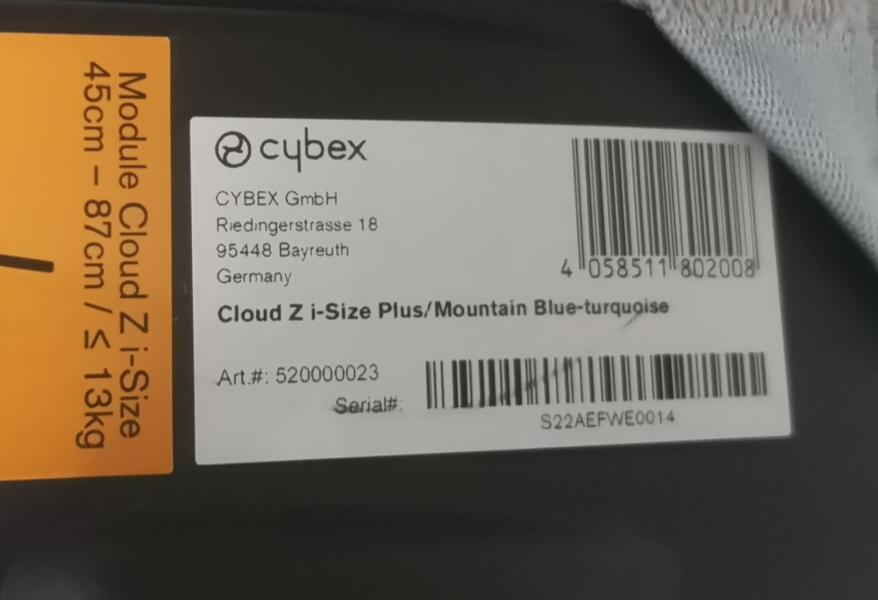 Module Cloud Z i-Size
45cm – 87cm / ≤ 13kg
cybex
CYBEX GmbH
Riedingerstrasse 18
95448 Bayreuth
Germany
4 058511 802008
Cloud Z i-Size Plus/Mountain Blue-turquoise
Art.#: 520000023
Serial#:
S22AEFWE0014